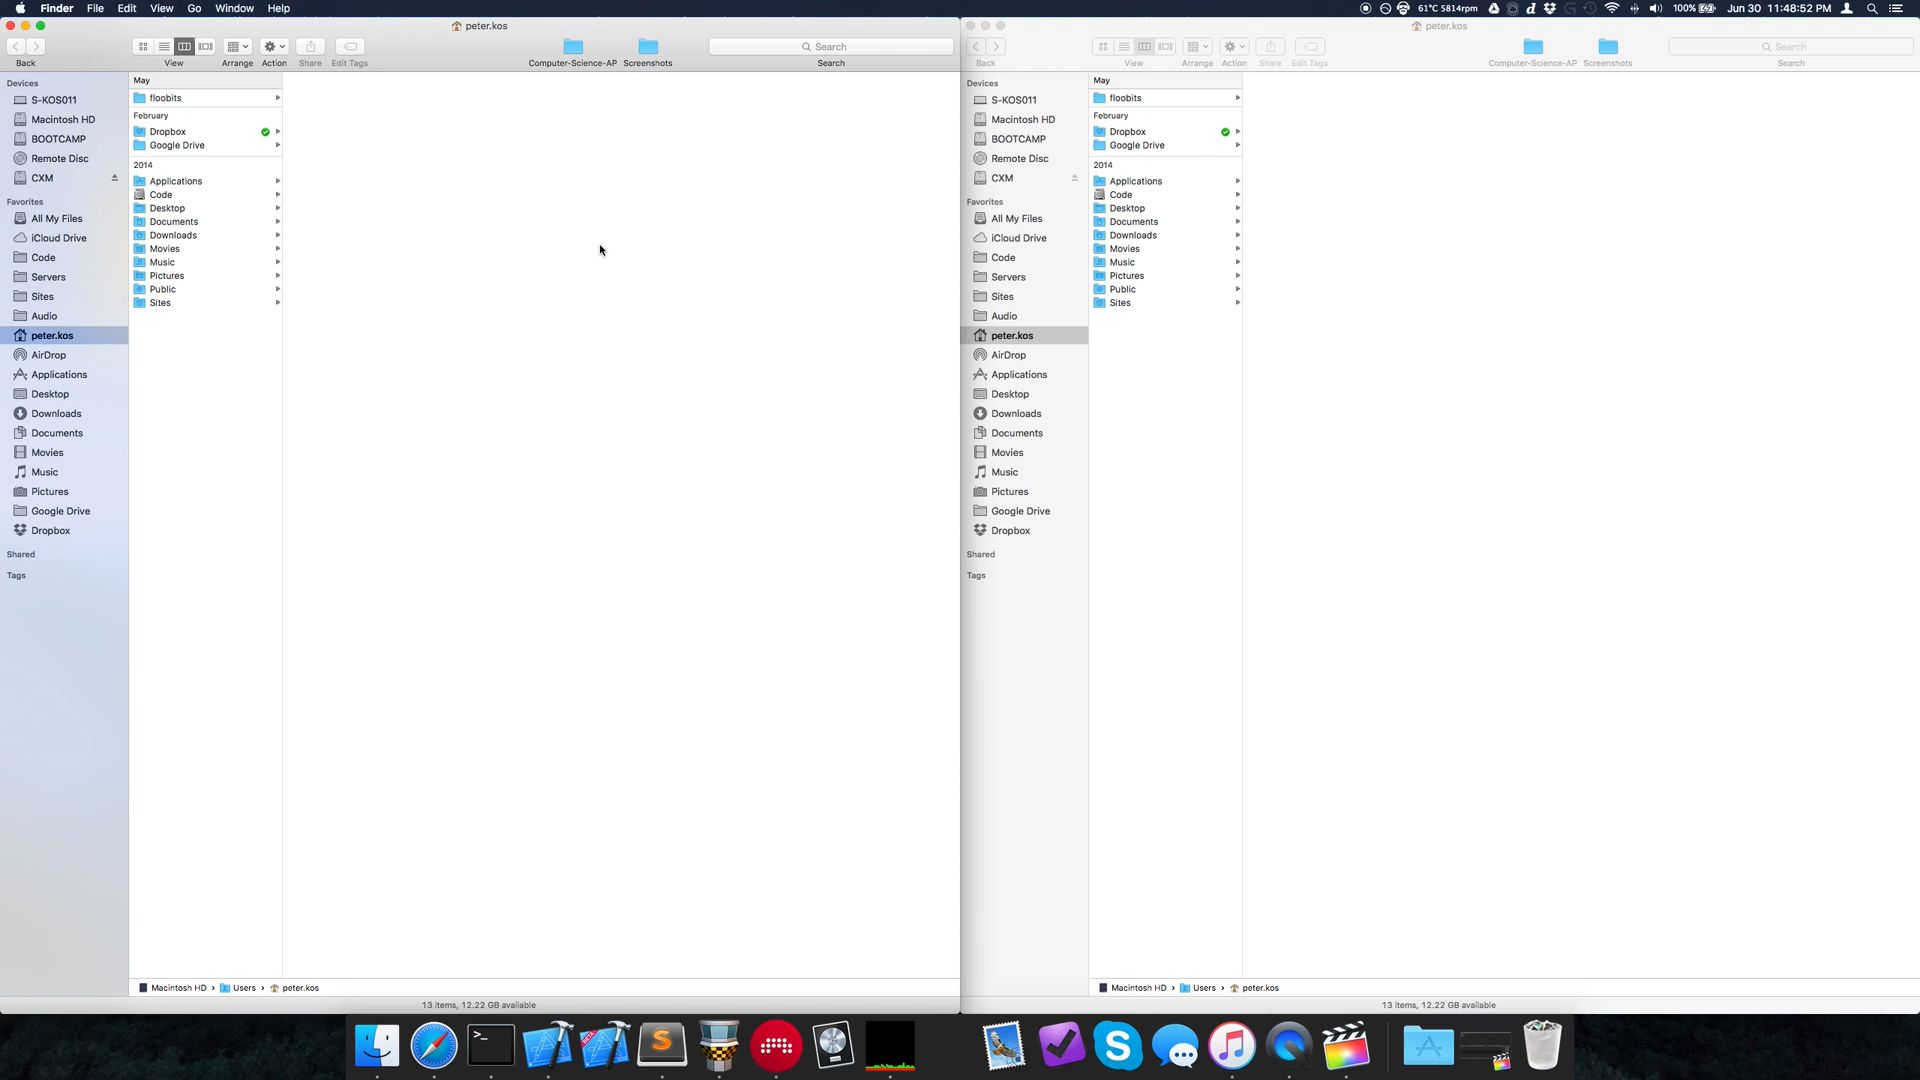 Finder File Edit View Go Window Help
61°C 5814rpm 100% Jun 30 11:48:52 PM
peter.kos
Back View Arrange Action Share Edit Tags Computer-Science-AP Screenshots Search
Search
Devices
S-KOS011
Macintosh HD
BOOTCAMP
Remote Disc
CXM
Favorites
All My Files
iCloud Drive
Code
Servers
Sites
Audio
peter.kos
AirDrop
Applications
Desktop
Downloads
Documents
Movies
Music
Pictures
Google Drive
Dropbox
Shared
Tags
May
floobits
February
Dropbox
Google Drive
2014
Applications
Code
Desktop
Documents
Downloads
Movies
Music
Pictures
Public
Sites
Macintosh HD › Users › peter.kos
13 items, 12.22 GB available
peter.kos
Back View Arrange Action Share Edit Tags Computer-Science-AP Screenshots Search
Search
Devices
S-KOS011
Macintosh HD
BOOTCAMP
Remote Disc
CXM
Favorites
All My Files
iCloud Drive
Code
Servers
Sites
Audio
peter.kos
AirDrop
Applications
Desktop
Downloads
Documents
Movies
Music
Pictures
Google Drive
Dropbox
Shared
Tags
May
floobits
February
Dropbox
Google Drive
2014
Applications
Code
Desktop
Documents
Downloads
Movies
Music
Pictures
Public
Sites
Macintosh HD › Users › peter.kos
13 items, 12.22 GB available